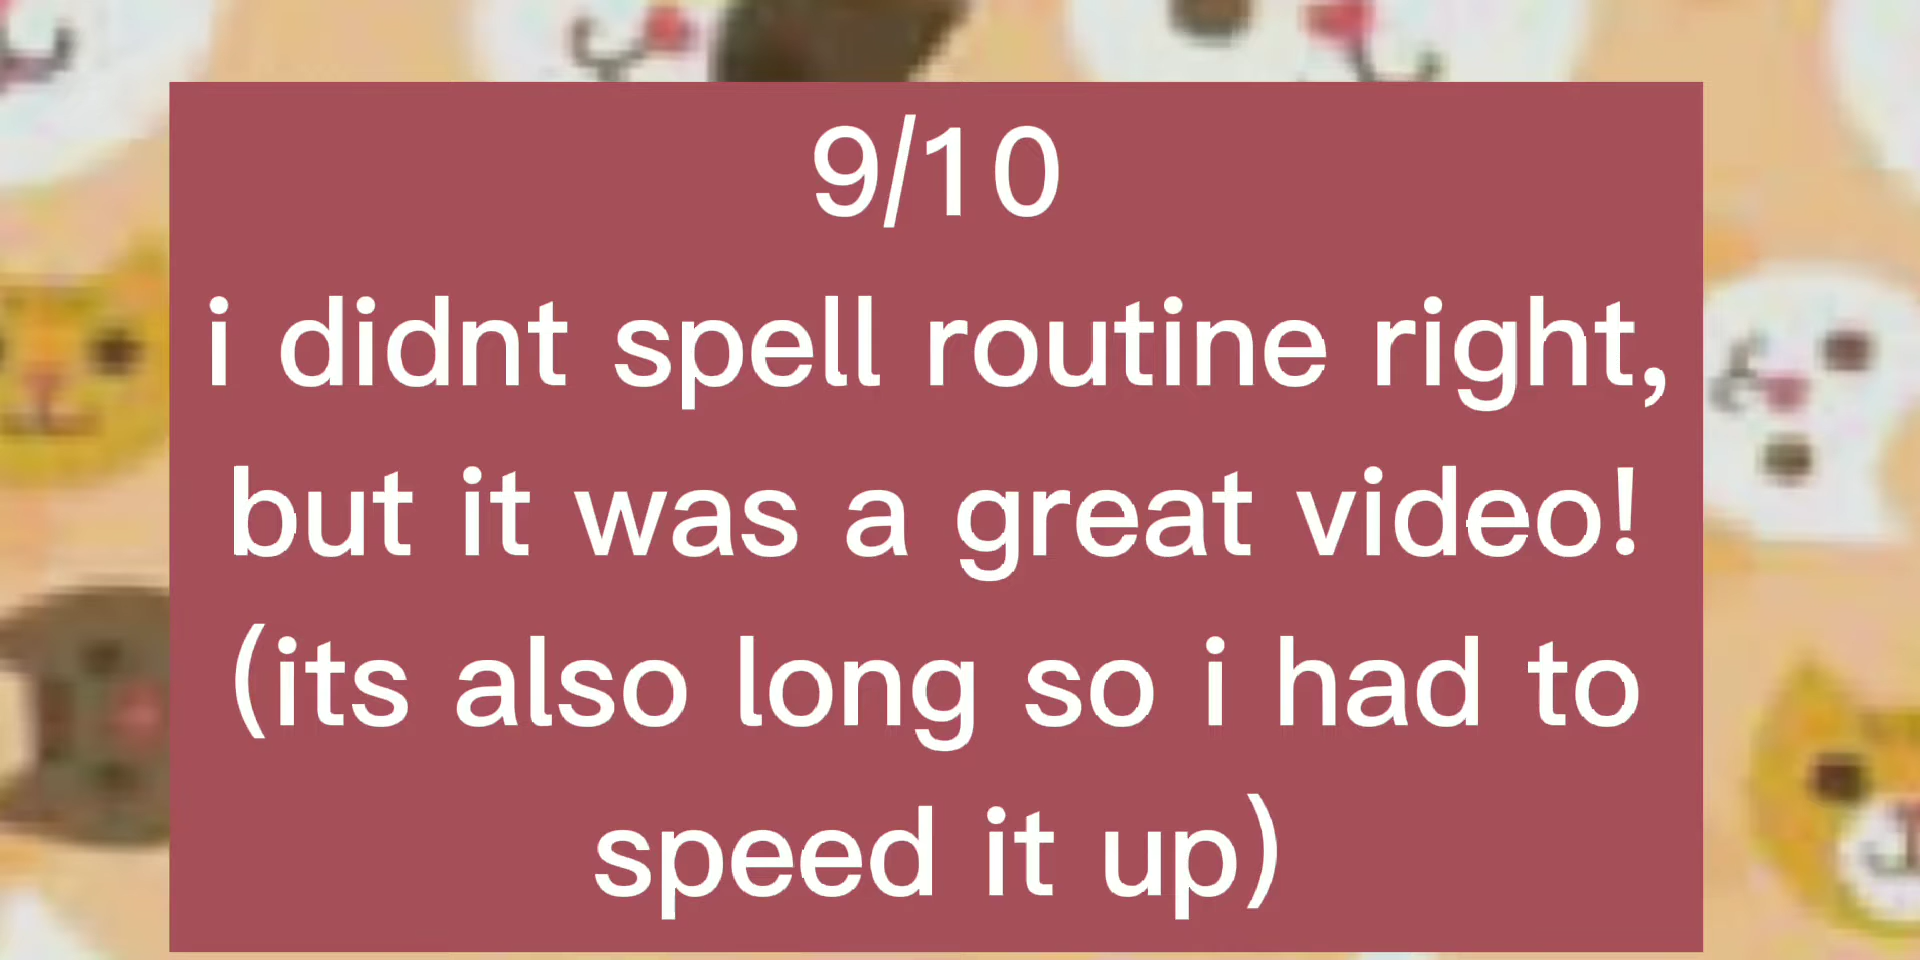 9/10
i didnt spell routine right,
but it was a great video!
(its also long so i had to
speed it up)